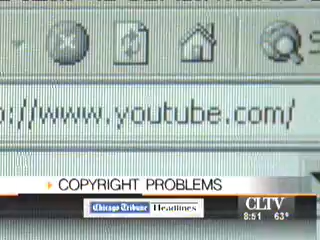 p://www.youtube.com/
COPYRIGHT PROBLEMS
Chicago Tribune Headlines
CLTV
8:51 63°